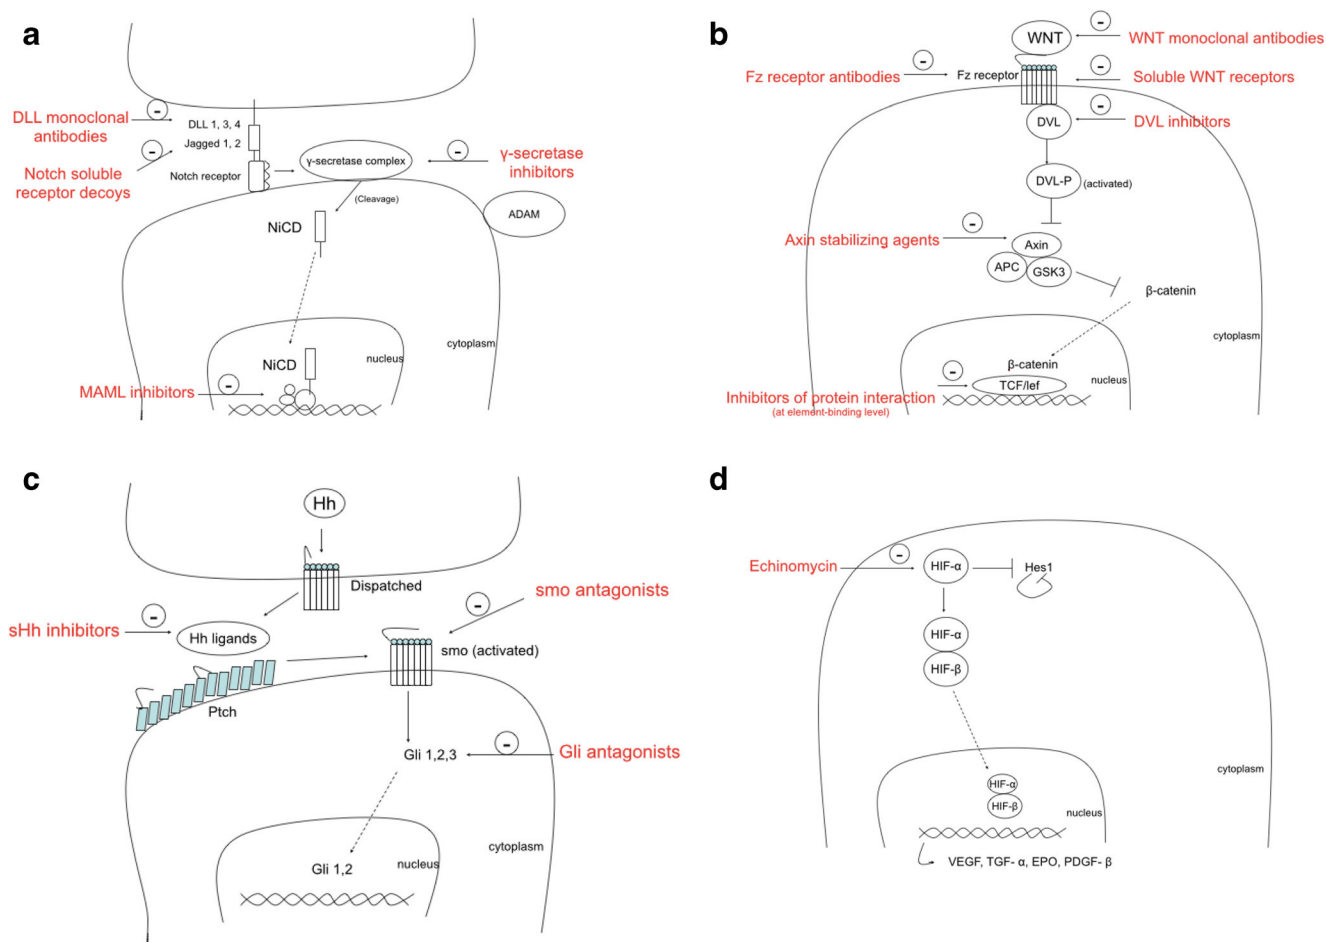 a
DLL monoclonal
antibodies
-
DLL 1, 3, 4
Jagged 1, 2
-
Notch soluble
receptor decoys
Notch receptor
γ-secretase complex
-
γ-secretase
inhibitors
(Cleavage)
ADAM
NiCD
cytoplasm
nucleus
NiCD
MAML inhibitors
-
b
WNT
-
WNT monoclonal antibodies
Fz receptor antibodies
-
Fz receptor
-
Soluble WNT receptors
DVL
-
DVL inhibitors
DVL-P
(activated)
Axin stabilizing agents
-
Axin
APC
GSK3
β-catenin
cytoplasm
β-catenin
TCF/lef
nucleus
-
Inhibitors of protein interaction
(at element-binding level)
c
Hh
Dispatched
smo antagonists
-
sHh inhibitors
-
Hh ligands
smo (activated)
Ptch
Gli 1,2,3
-
Gli antagonists
cytoplasm
Gli 1,2
nucleus
d
Echinomycin
-
HIF-α
Hes1
HIF-α
HIF-β
cytoplasm
HIF-α
HIF-β
nucleus
VEGF, TGF- α, EPO, PDGF- β